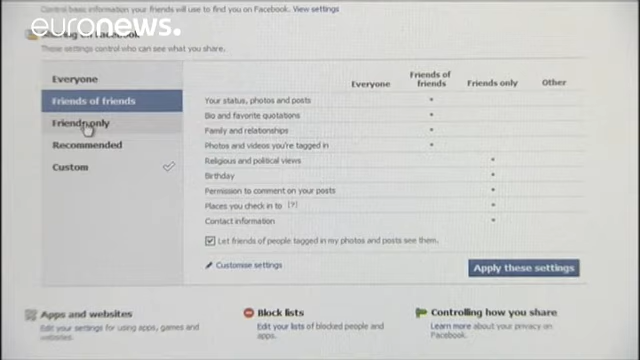 Control basic information your friends will use to find you on Facebook. View settings
euronews.
Sharing on Facebook
These settings control who can see what you share.
Everyone
Friends of friends
Friends only
Recommended
Custom
Everyone Friends of friends Friends only Other
Your status, photos and posts
Bio and favorite quotations
Family and relationships
Photos and videos you're tagged in
Religious and political views
Birthday
Permission to comment on your posts
Places you check in to [?]
Contact information
Let friends of people tagged in my photos and posts see them.
Customise settings
Apply these settings
Apps and websites
Edit your settings for using apps, games and
websites.
Block lists
Edit your lists of blocked people and
apps.
Controlling how you share
Learn more about your privacy on
Facebook.